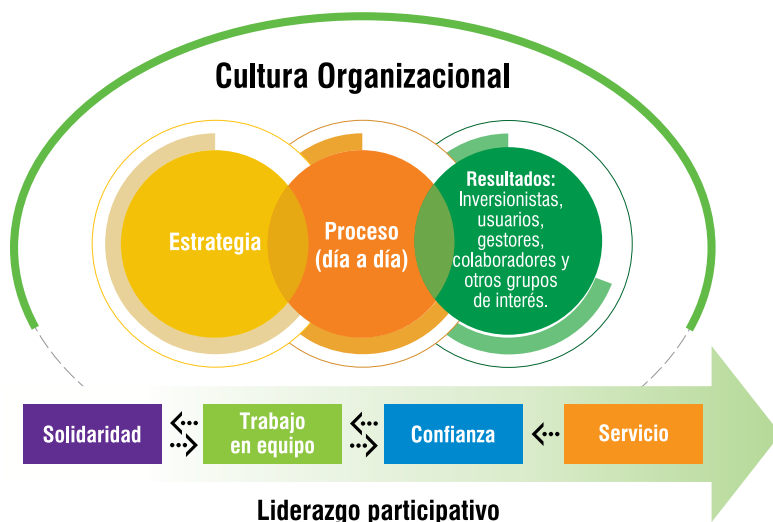 Cultura Organizacional
Estrategia
Proceso
(día a día)
Resultados:
Inversionistas,
usuarios,
gestores,
colaboradores y
otros grupos
de interés.
Solidaridad
Trabajo
en equipo
Confianza
Servicio
Liderazgo participativo